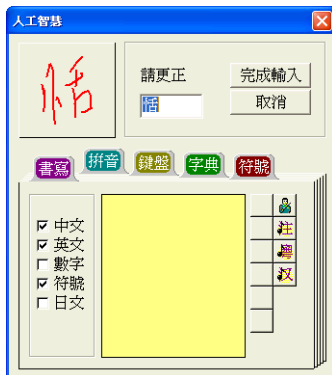 人工智慧
恬
請更正
完成輸入
恬
取消
書寫 拼音 鍵盤 字典 符號
中文
英文
數字
符號
日文
注
粵
汉